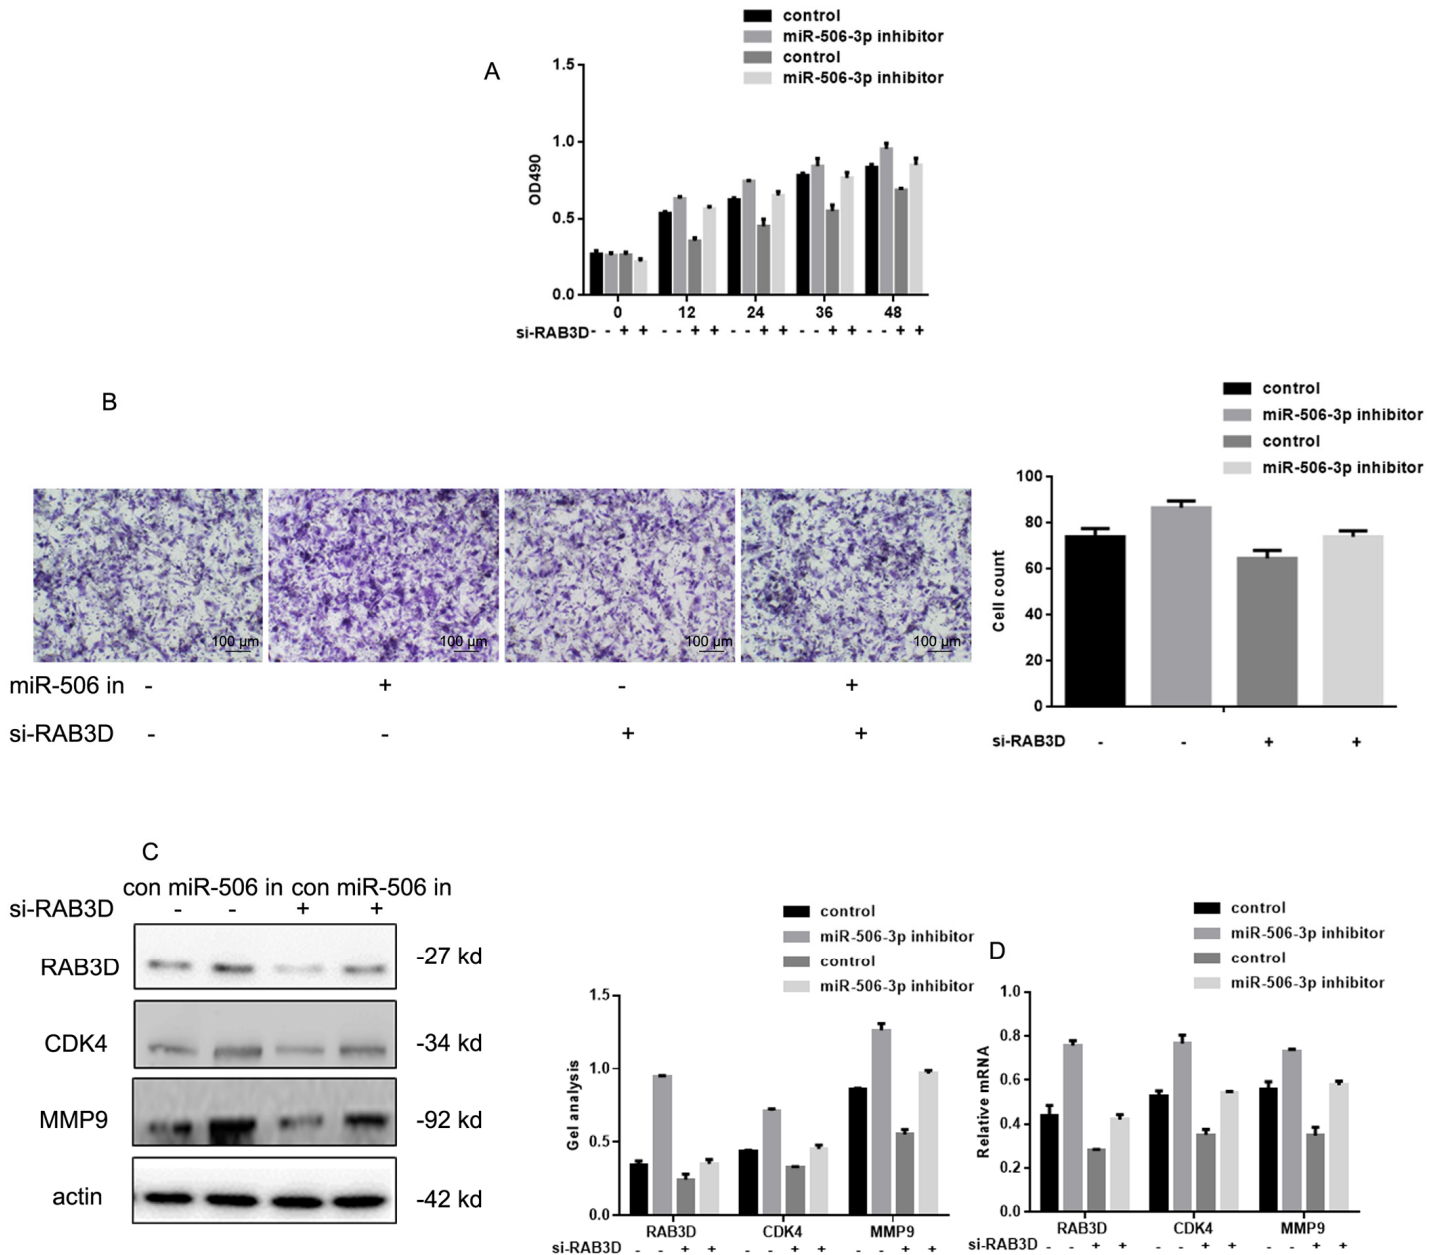 control
miR-506-3p inhibitor
control
miR-506-3p inhibitor
A
1.5
1.0
0.5
0.0
OD490
0 12 24 36 48
si-RAB3D - - + + - - + + - - + + - - + + - - + +
B
control
miR-506-3p inhibitor
control
miR-506-3p inhibitor
100 µm 100 µm 100 µm 100 µm
miR-506 in - + - +
si-RAB3D - - + +
100
80
60
40
20
0
Cell count
si-RAB3D - - + +
C
con miR-506 in con miR-506 in
si-RAB3D - - + +
RAB3D -27 kd
CDK4 -34 kd
MMP9 -92 kd
actin -42 kd
control
miR-506-3p inhibitor
control
miR-506-3p inhibitor
1.5
1.0
0.5
0.0
Gel analysis
RAB3D CDK4 MMP9
si-RAB3D - - + + - - + + - - + +
D
control
miR-506-3p inhibitor
control
miR-506-3p inhibitor
1.0
0.8
0.6
0.4
0.2
0.0
Relative mRNA
RAB3D CDK4 MMP9
si-RAB3D - - + + - - + + - - + +